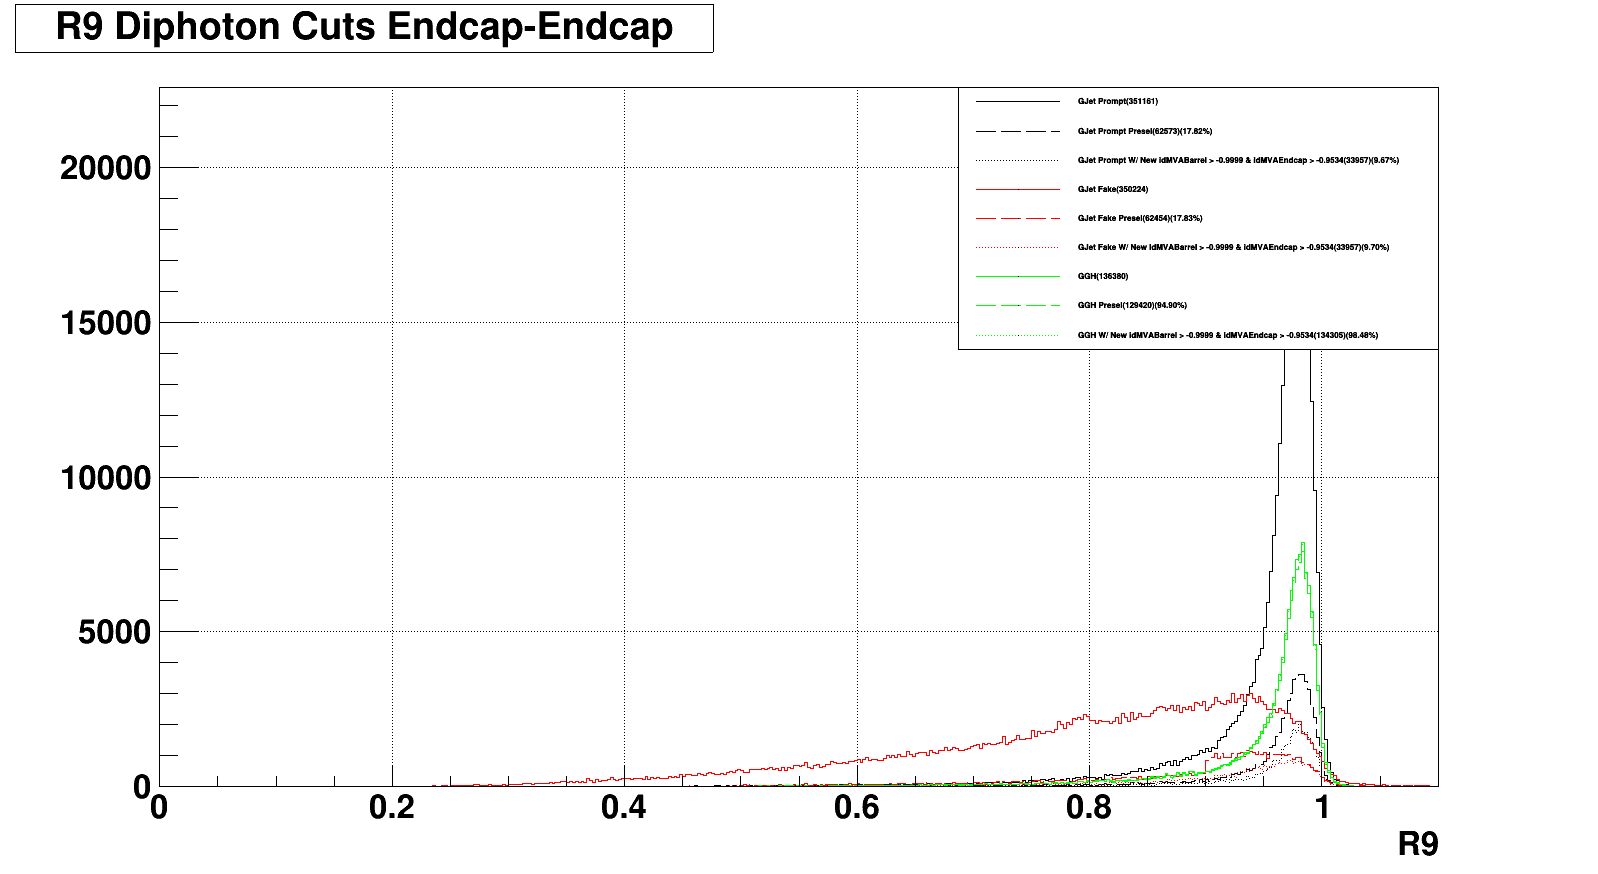 R9 Diphoton Cuts Endcap-Endcap
GJet Prompt(351161)
GJet Prompt Presel(62573)(17.82%)
GJet Prompt W/ New idMVABarrel > -0.9999 & idMVAEndcap > -0.9534(33957)(9.67%)
GJet Fake(350224)
GJet Fake Presel(62454)(17.83%)
GJet Fake W/ New idMVABarrel > -0.9999 & idMVAEndcap > -0.9534(33957)(9.70%)
GGH(136380)
GGH Presel(129420)(94.90%)
GGH W/ New idMVABarrel > -0.9999 & idMVAEndcap > -0.9534(134305)(98.48%)
20000
15000
10000
5000
0
0 0.2 0.4 0.6 0.8 1
R9